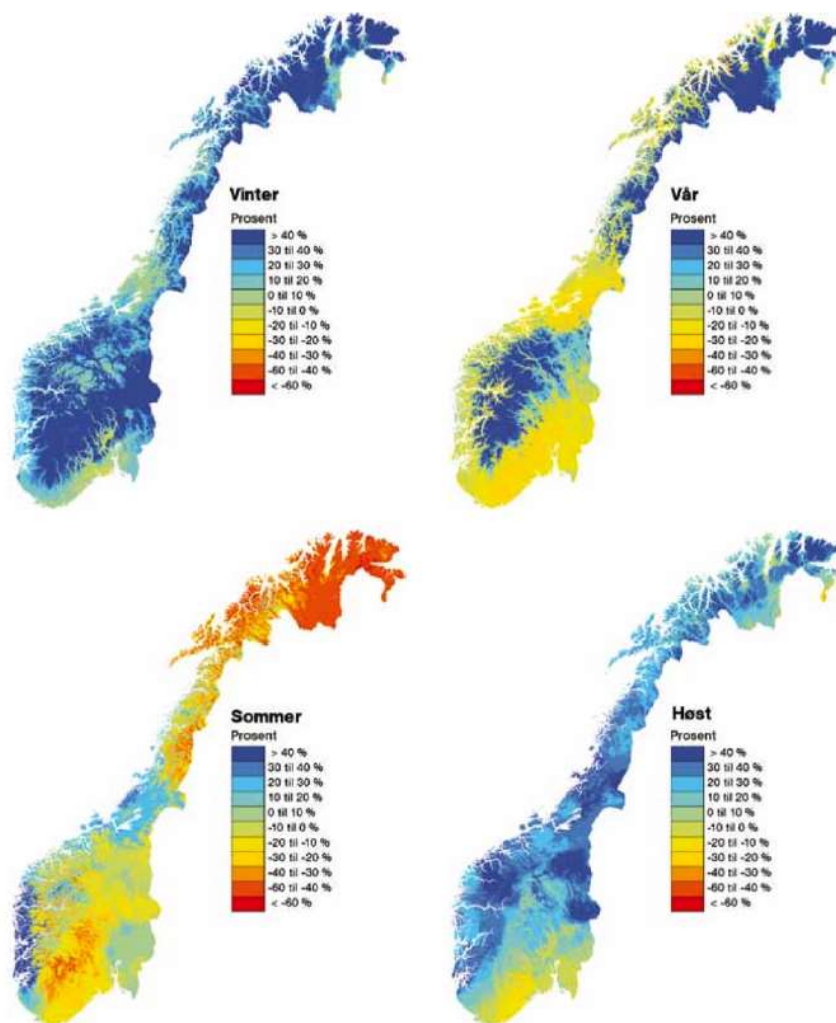 Vinter
Prosent
> 40 %
30 til 40 %
20 til 30 %
10 til 20 %
0 til 10 %
-10 til 0 %
-20 til -10 %
-30 til -20 %
-40 til -30 %
-60 til -40 %
< -60 %
Vår
Prosent
> 40 %
30 til 40 %
20 til 30 %
10 til 20 %
0 til 10 %
-10 til 0 %
-20 til -10 %
-30 til -20 %
-40 til -30 %
-60 til -40 %
< -60 %
Sommer
Prosent
> 40 %
30 til 40 %
20 til 30 %
10 til 20 %
0 til 10 %
-10 til 0 %
-20 til -10 %
-30 til -20 %
-40 til -30 %
-60 til -40 %
< -60 %
Høst
Prosent
> 40 %
30 til 40 %
20 til 30 %
10 til 20 %
0 til 10 %
-10 til 0 %
-20 til -10 %
-30 til -20 %
-40 til -30 %
-60 til -40 %
< -60 %